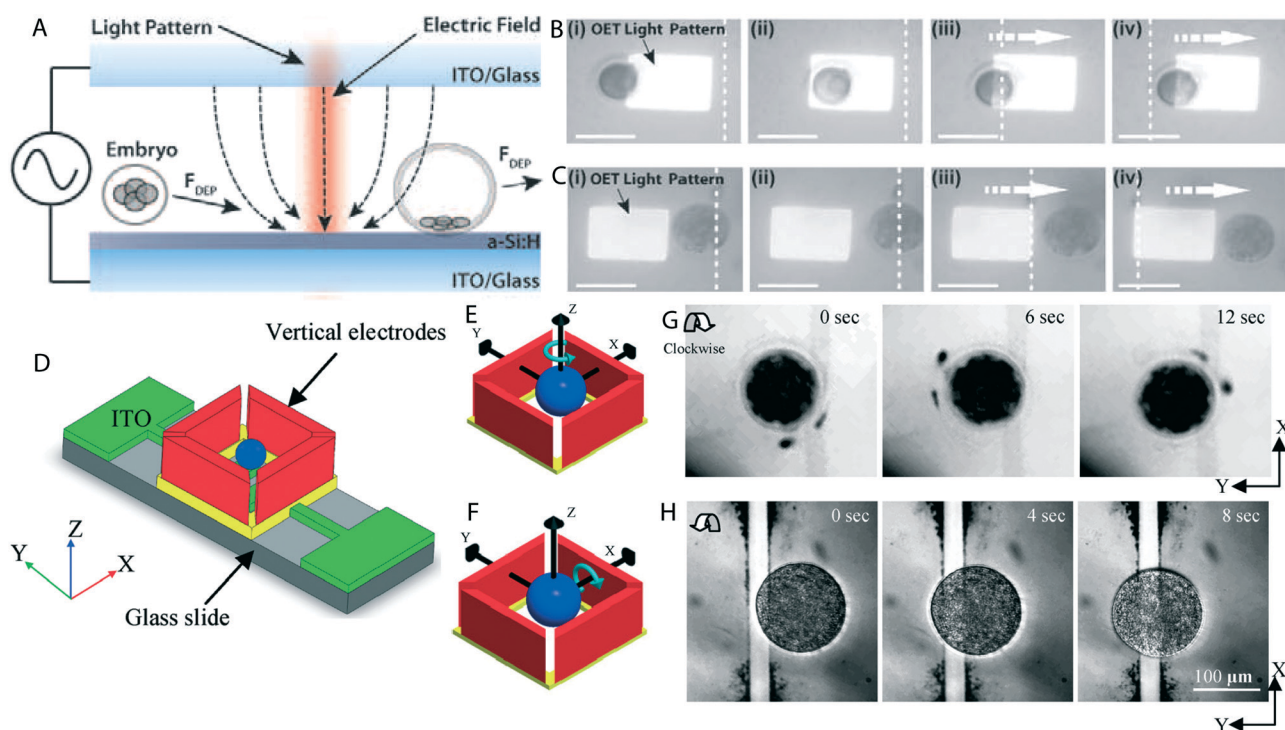 A
Light Pattern
Electric Field
ITO/Glass
Embryo
F DEP
F DEP
a-Si:H
ITO/Glass
B (i) OET Light Pattern (ii) (iii) (iv)
C (i) OET Light Pattern (ii) (iii) (iv)
D
Vertical electrodes
ITO
Z
Y
X
Glass slide
E
Z
Y
X
F
Z
Y
X
G
Clockwise
0 sec
6 sec
12 sec
X
Y
H
0 sec
4 sec
8 sec
100 µm
X
Y